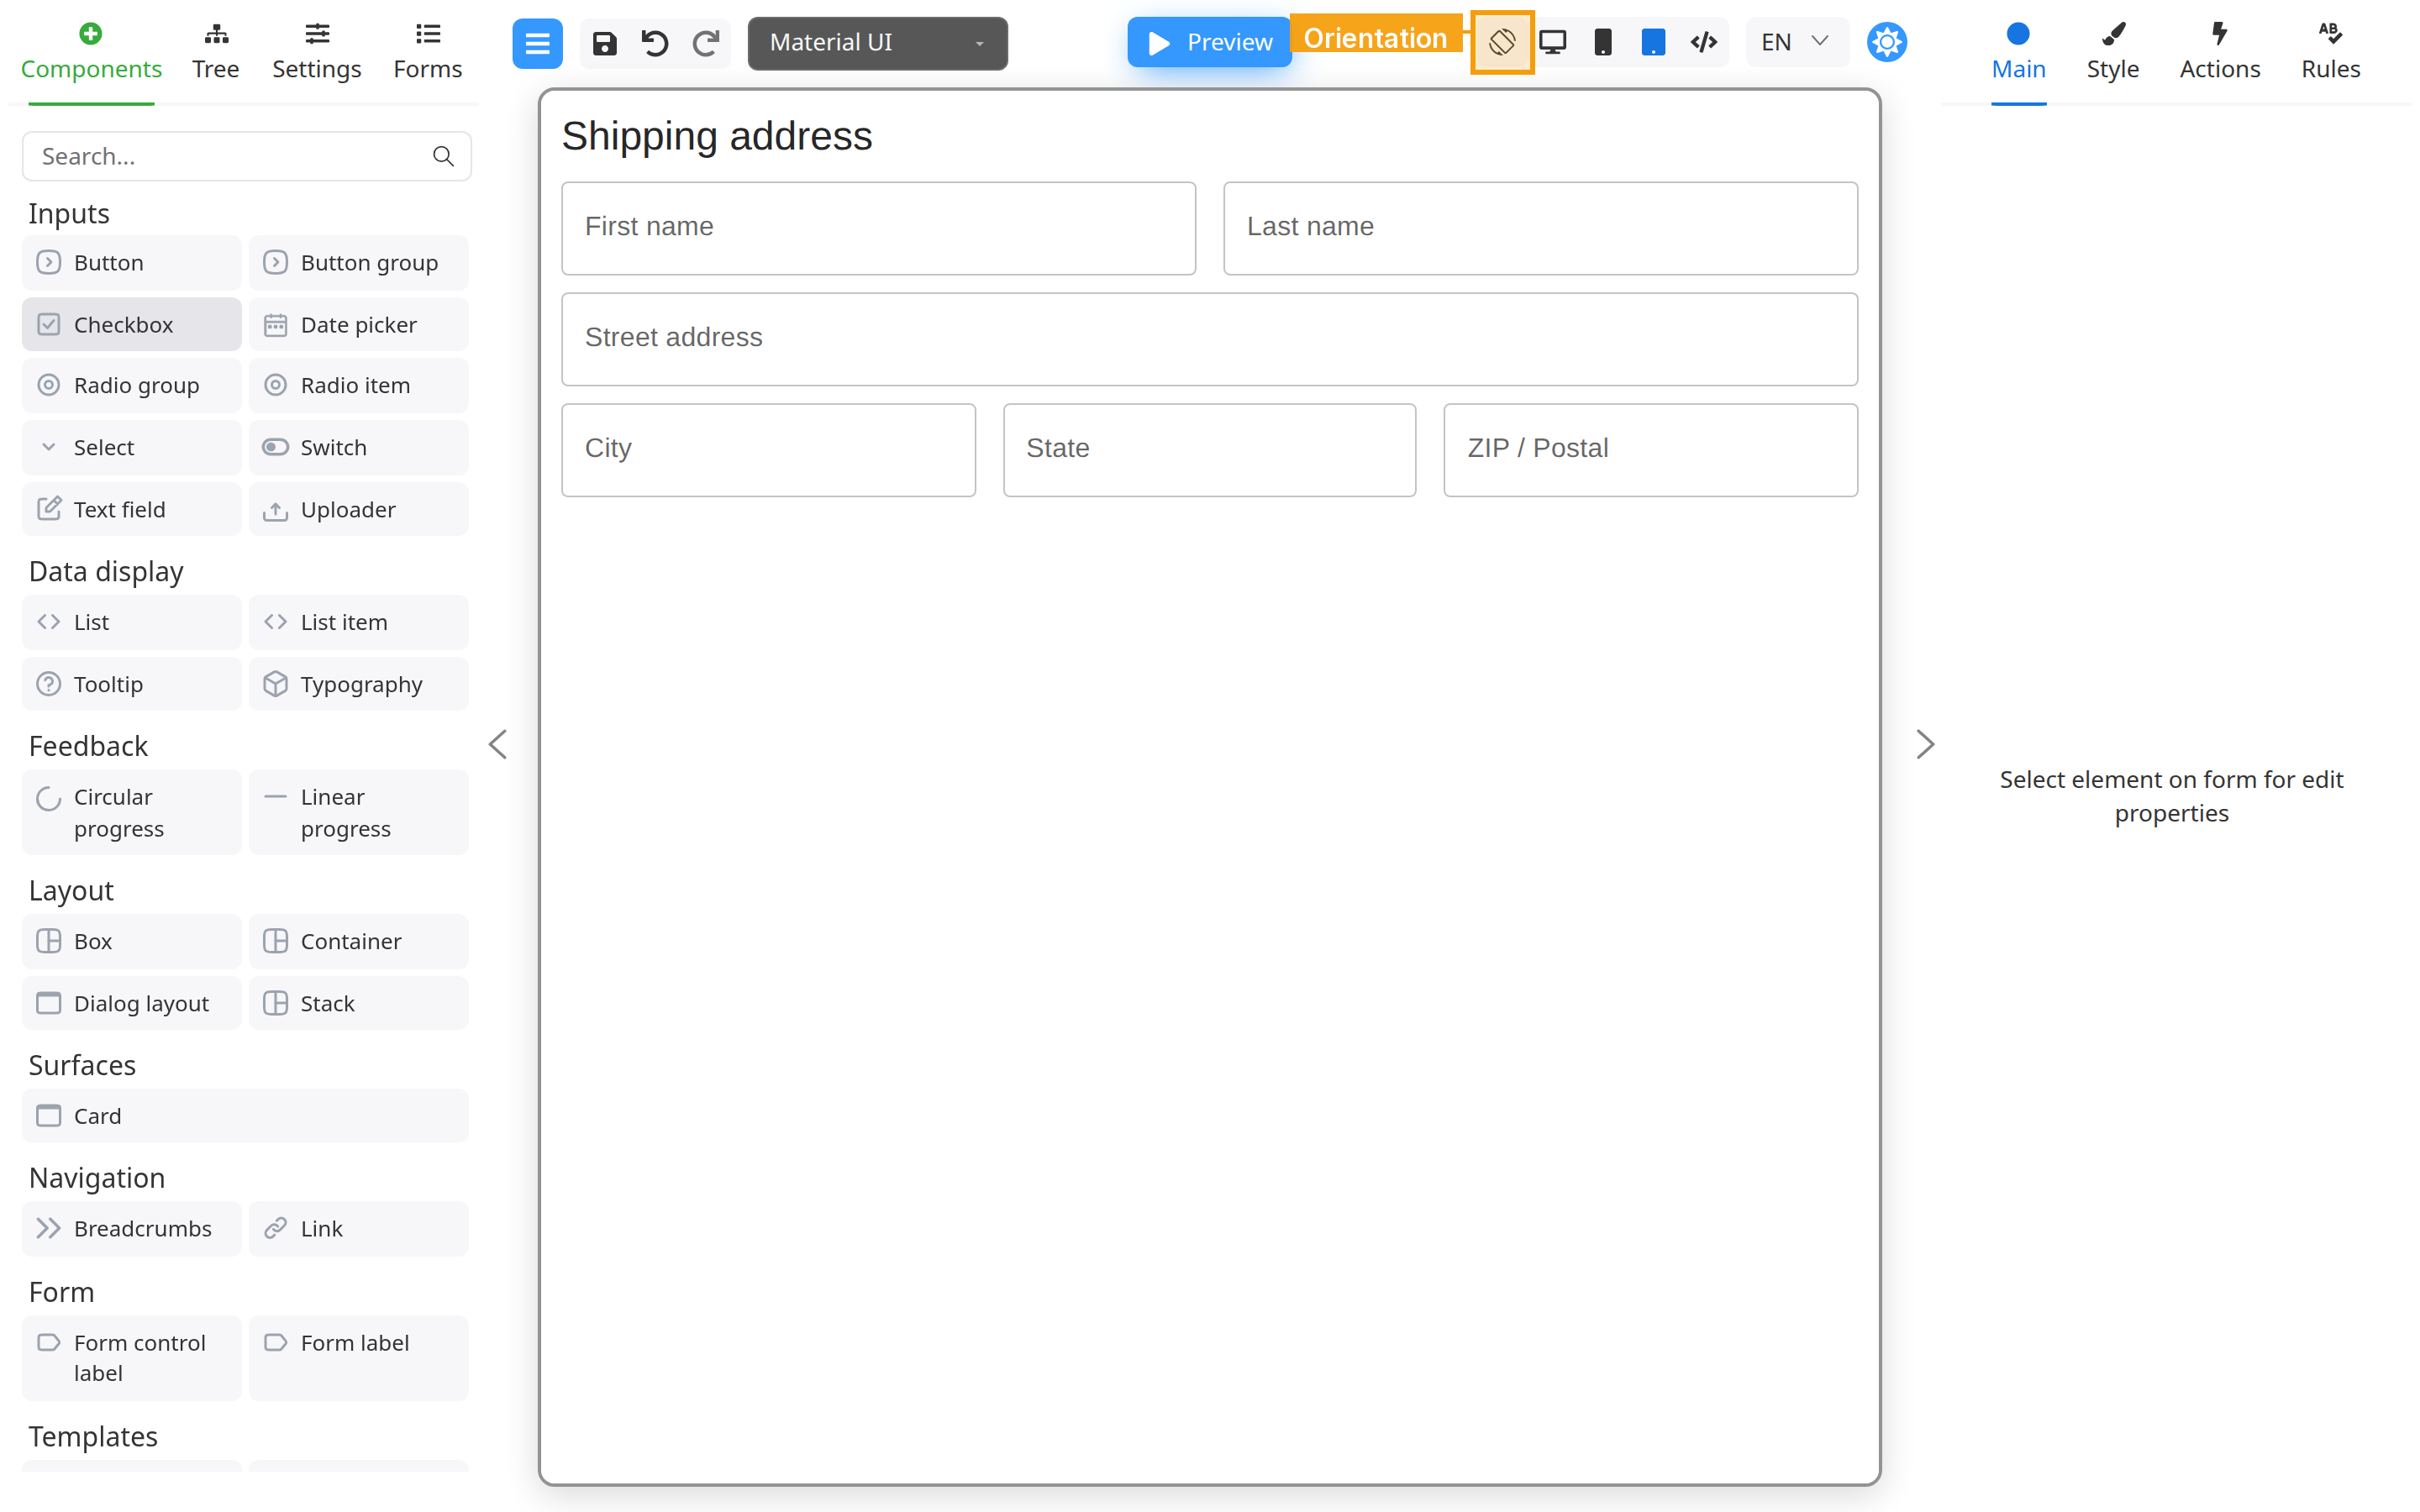 Components
Tree
Settings
Forms
Material UI
Preview
Orientation
EN
Main
Style
Actions
Rules
Search...
Inputs
Button
Button group
Checkbox
Date picker
Radio group
Radio item
Select
Switch
Text field
Uploader
Data display
List
List item
Tooltip
Typography
Feedback
Circular
progress
Linear
progress
Layout
Box
Container
Dialog layout
Stack
Surfaces
Card
Navigation
Breadcrumbs
Link
Form
Form control
label
Form label
Templates
Shipping address
First name
Last name
Street address
City
State
ZIP / Postal
Select element on form for edit
properties